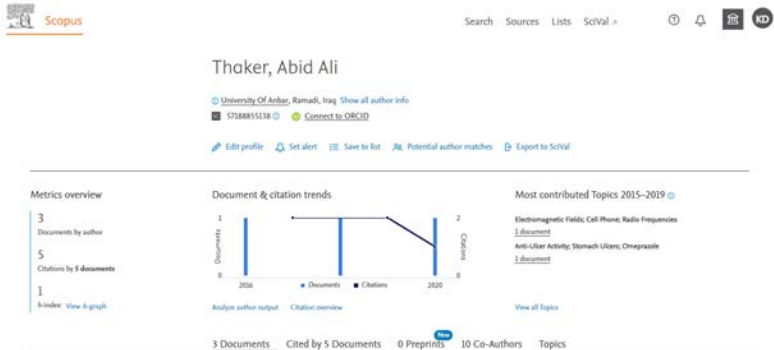 Scopus
Search Sources Lists SciVal
KD
Thaker, Abid Ali
University Of Anbar, Ramadi, Iraq Show all author info
57188855138 Connect to ORCID
Edit profile Set alert Save to list Potential author matches Export to SciVal
Metrics overview
3
Documents by author
5
Citations by 5 documents
1
h-index: View h-graph
Document & citation trends
1 2
Documents
Citations
0 0
2016 2020
Documents Citations
Analyze author output Citation overview
Most contributed Topics 2015–2019
Electromagnetic Fields; Cell Phone; Radio Frequencies
1 document
Anti-Ulcer Activity; Stomach Ulcers; Omeprazole
1 document
View all Topics
New
3 Documents Cited by 5 Documents 0 Preprints 10 Co-Authors Topics